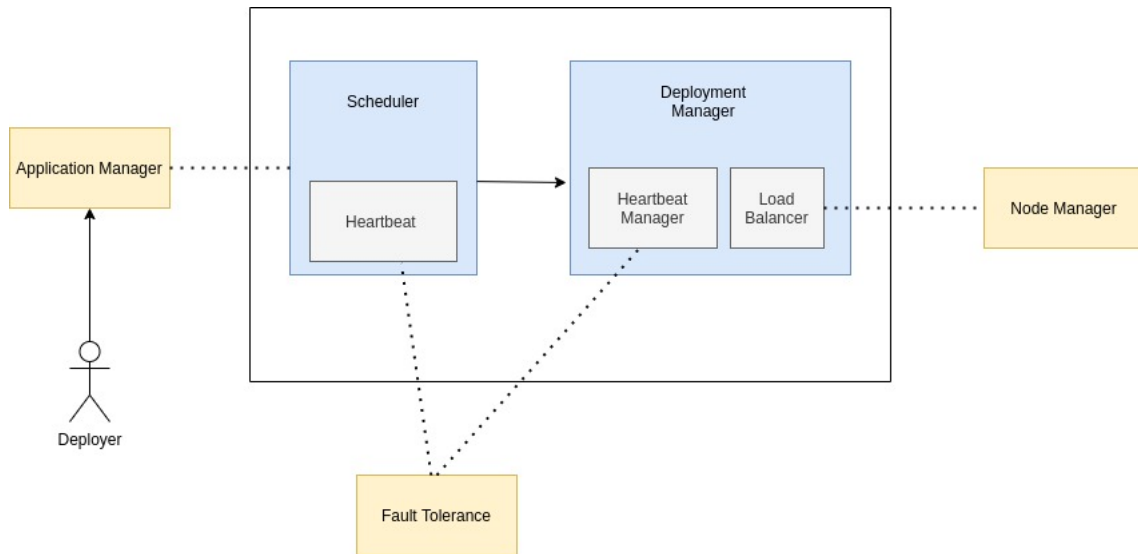 Scheduler
Deployment
Manager
Application Manager
Heartbeat
Heartbeat
Manager
Load
Balancer
Node Manager
Deployer
Fault Tolerance